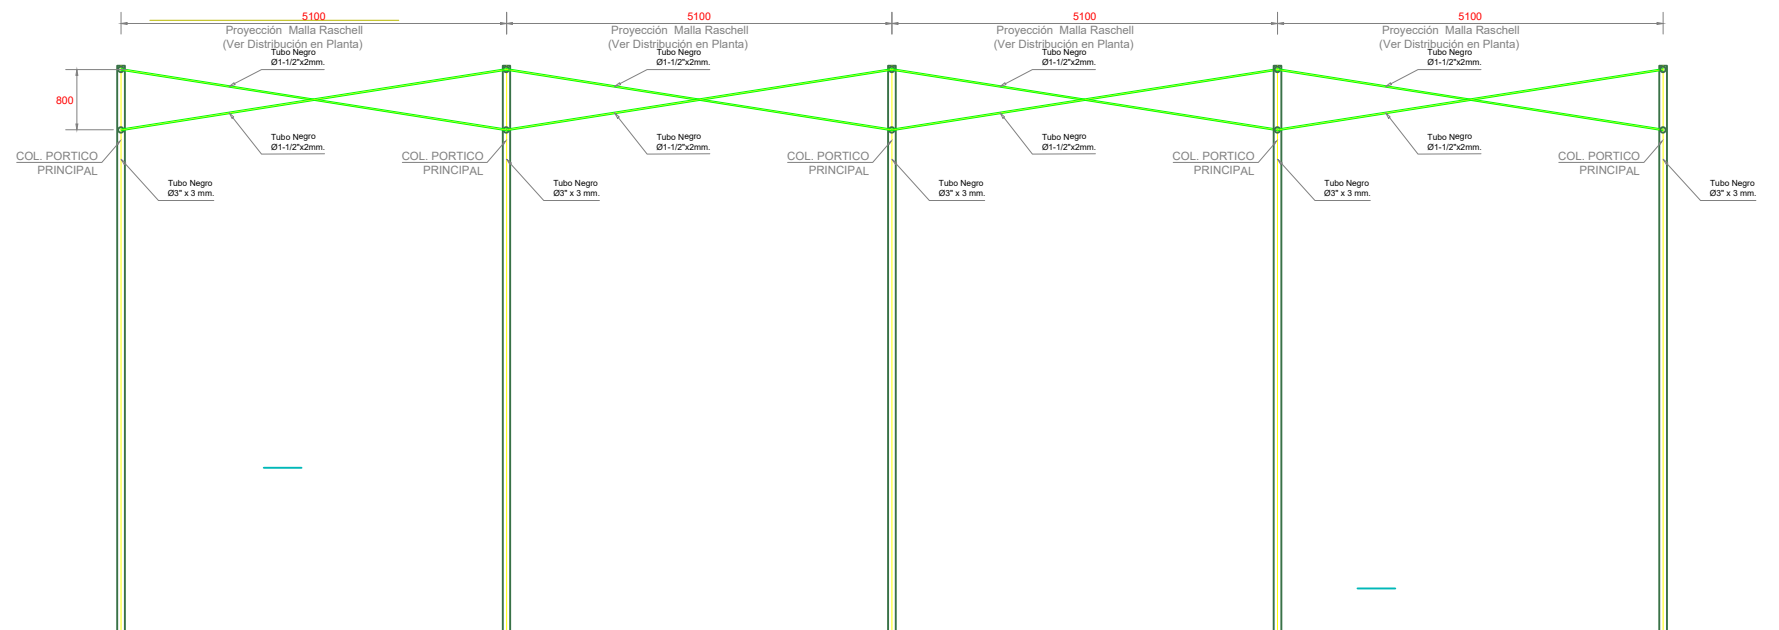 5100 5100 5100 5100
Proyección Malla Raschell
(Ver Distribución en Planta)
Proyección Malla Raschell
(Ver Distribución en Planta)
Proyección Malla Raschell
(Ver Distribución en Planta)
Proyección Malla Raschell
(Ver Distribución en Planta)
Tubo Negro
Ø1-1/2"x2mm.
Tubo Negro
Ø1-1/2"x2mm.
Tubo Negro
Ø1-1/2"x2mm.
Tubo Negro
Ø1-1/2"x2mm.
800
Tubo Negro
Ø1-1/2"x2mm.
Tubo Negro
Ø1-1/2"x2mm.
Tubo Negro
Ø1-1/2"x2mm.
Tubo Negro
Ø1-1/2"x2mm.
COL. PORTICO
PRINCIPAL
COL. PORTICO
PRINCIPAL
COL. PORTICO
PRINCIPAL
COL. PORTICO
PRINCIPAL
COL. PORTICO
PRINCIPAL
Tubo Negro
Ø3" x 3 mm.
Tubo Negro
Ø3" x 3 mm.
Tubo Negro
Ø3" x 3 mm.
Tubo Negro
Ø3" x 3 mm.
Tubo Negro
Ø3" x 3 mm.